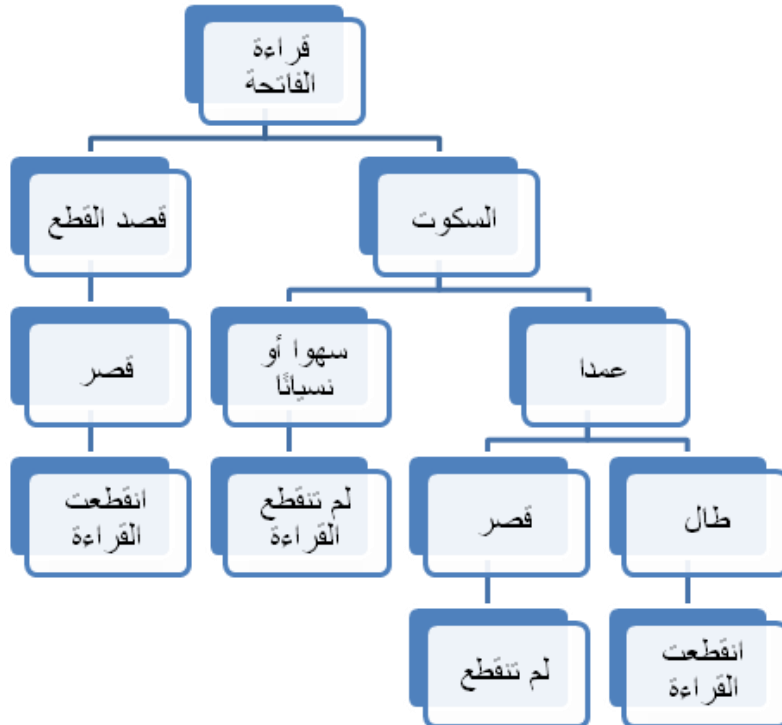 قراءة
الفاتحة
السكوت
قصد القطع
عمدا
سهوا أو
نسيانًا
قصر
طال
قصر
لم تنقطع
القراءة
انقطعت
القراءة
انقطعت
القراءة
لم تنقطع